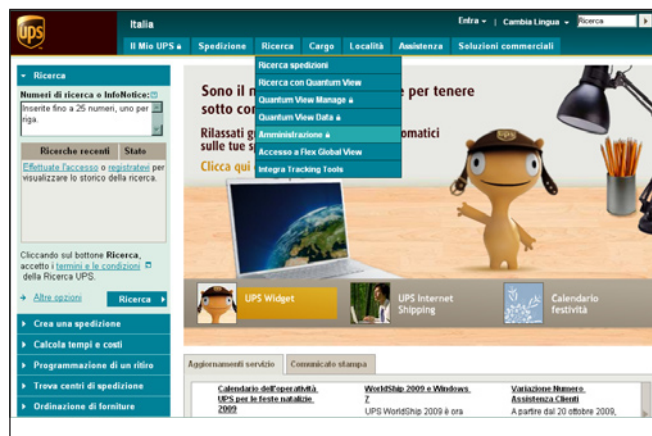 ups
Italia
Entra
Cambia Lingua
Ricerca
Il Mio UPS
Spedizione
Ricerca
Cargo
Località
Assistenza
Soluzioni commerciali
Ricerca spedizioni
Ricerca con Quantum View
Quantum View Manage
Quantum View Data
Amministrazione
Accesso a Flex Global View
Integra Tracking Tools
Ricerca
Numeri di ricerca o InfoNotice:
Inserite fino a 25 numeri, uno per
riga.
Ricerche recenti Stato
Effettuate l'accesso o registratevi per
visualizzare lo storico della ricerca.
Cliccando sul bottone Ricerca,
accetto i termini e le condizioni
della Ricerca UPS.
Altre opzioni
Ricerca
Crea una spedizione
Calcola tempi e costi
Programmazione di un ritiro
Trova centri di spedizione
Ordinazione di forniture
Sono il per tenere
sotto
Rilassati
sulle tue
Clicca qui
UPS Widget
UPS Internet
Shipping
Calendario
festività
Aggiornamenti servizio
Comunicato stampa
Calendario dell'operatività
UPS per le feste natalizie
2009
WorldShip 2009 e Windows
7
UPS WorldShip 2009 è ora
Variazione Numero
Assistenza Clienti
A partire dal 20 ottobre 2009,